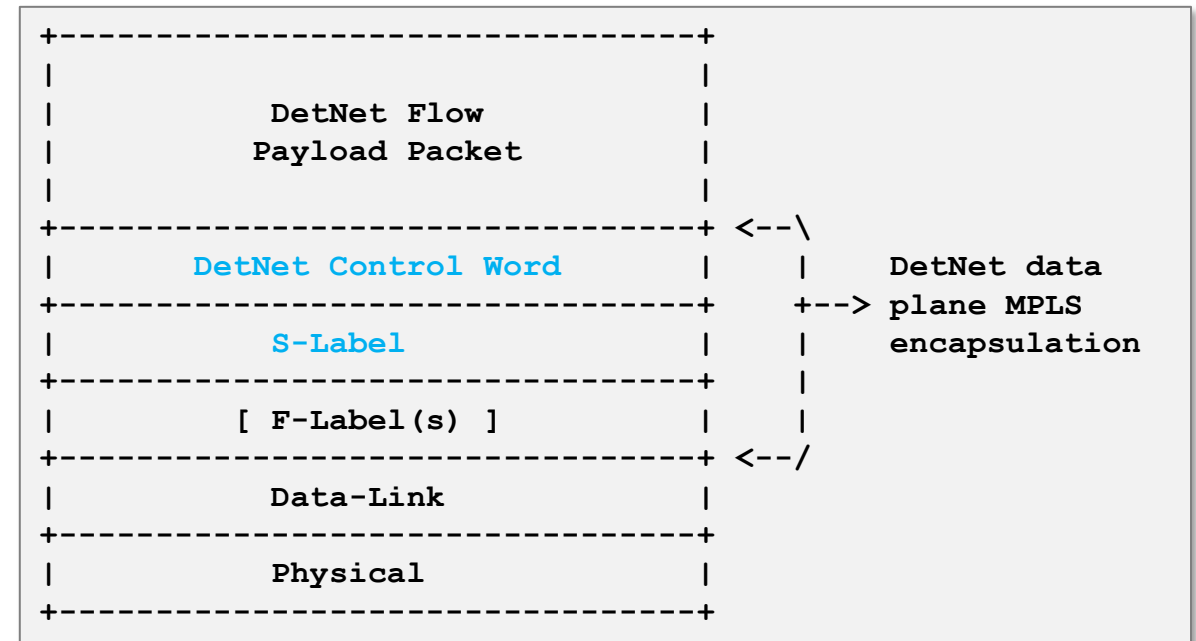 +----------------------------------+
|                                  |
|           DetNet Flow            |
|          Payload Packet          |
|                                  |
+----------------------------------+ <--\
|       DetNet Control Word        |    |    DetNet data
+----------------------------------+    +--> plane MPLS
|           S-Label                |    |    encapsulation
+----------------------------------+    |
|         [ F-Label(s) ]           |    |
+----------------------------------+ <--/
|           Data-Link              |
+----------------------------------+
|           Physical               |
+----------------------------------+